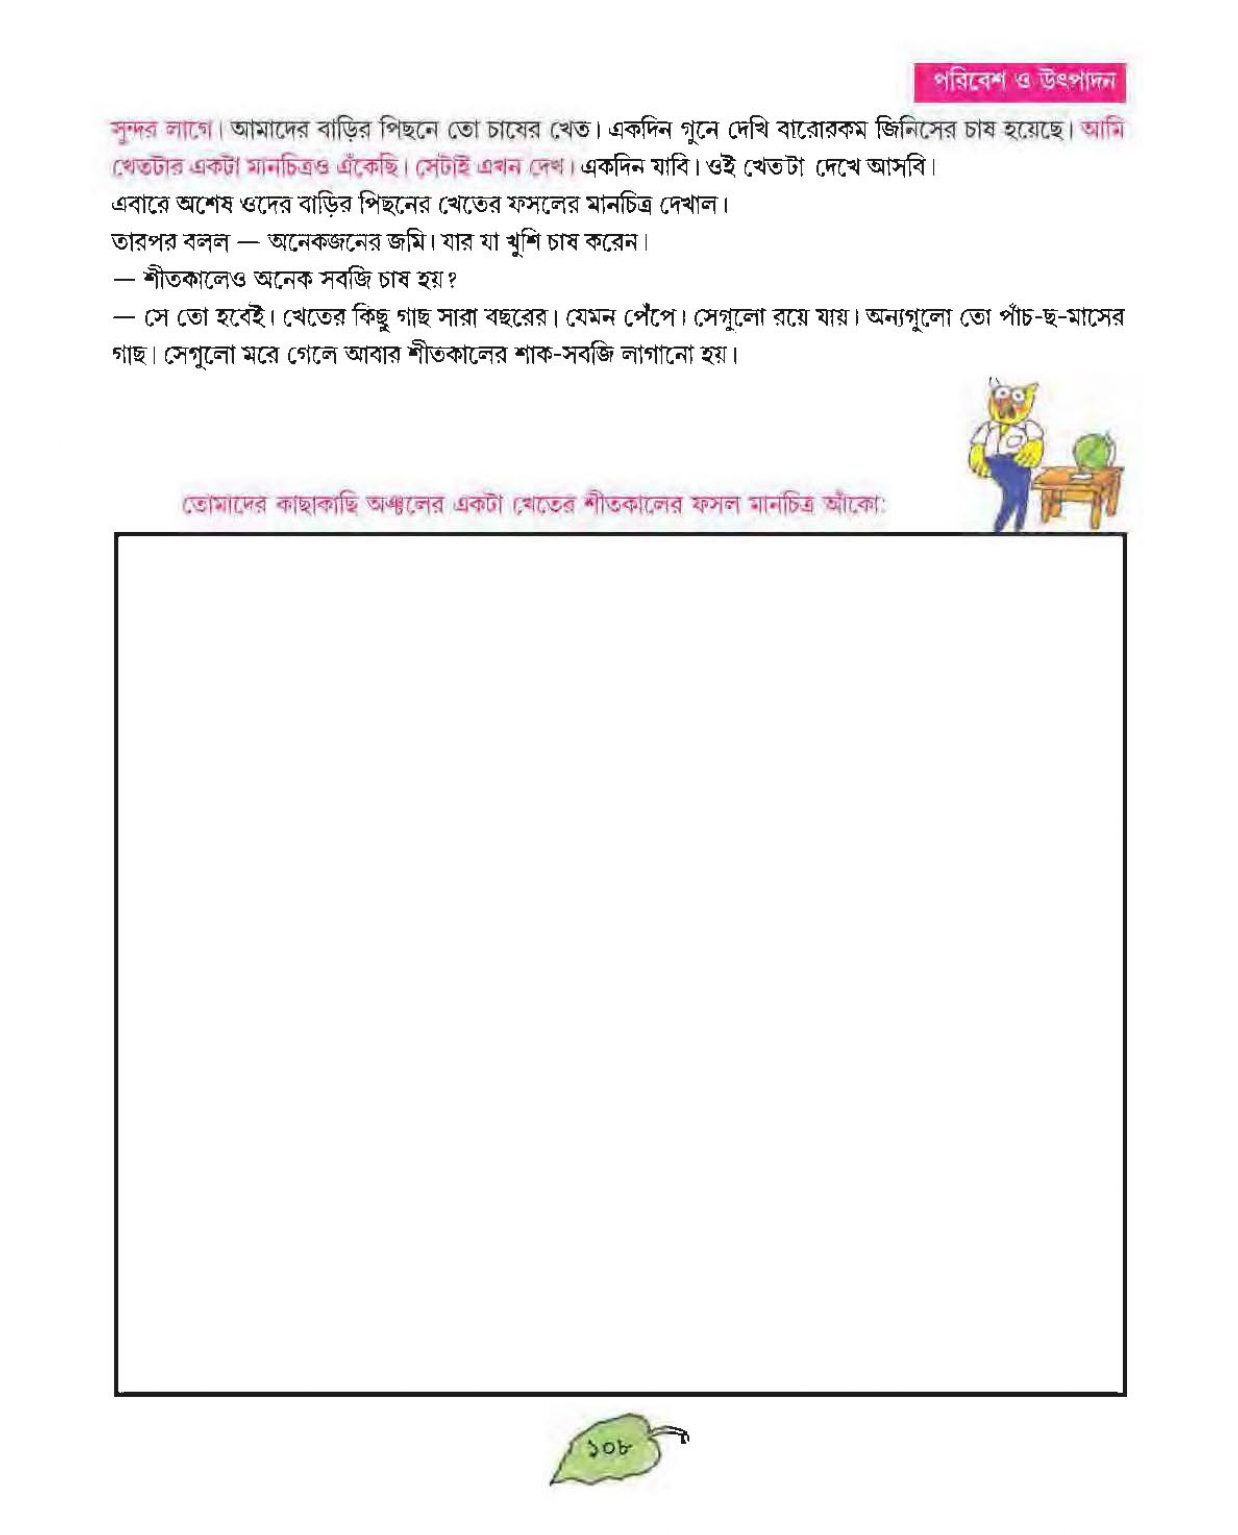 পরিবেশ ও উৎপাদন
সুন্দর লাগে। আমাদের বাড়ির পিছনে তো চাষের খেত। একদিন গুনে দেখি বারোরকম জিনিসের চাষ হয়েছে। আমি
খেতটার একটা মানচিত্রও এঁকেছি। সেটাই এখন দেখ। একদিন যাবি। ওই খেতটা দেখে আসবি।
এবারে অশেষ ওদের বাড়ির পিছনের খেতের ফসলের মানচিত্র দেখাল।
তারপর বলল — অনেকজনের জমি। যার যা খুশি চাষ করেন।
— শীতকালেও অনেক সবজি চাষ হয়?
— সে তো হবেই। খেতের কিছু গাছ সারা বছরের। যেমন পেঁপে। সেগুলো রয়ে যায়। অন্যগুলো তো পাঁচ-ছ-মাসের
গাছ। সেগুলো মরে গেলে আবার শীতকালের শাক-সবজি লাগানো হয়।
তোমাদের কাছাকাছি অঞ্চলের একটা খেতের শীতকালের ফসল মানচিত্র আঁকো:
১০৮